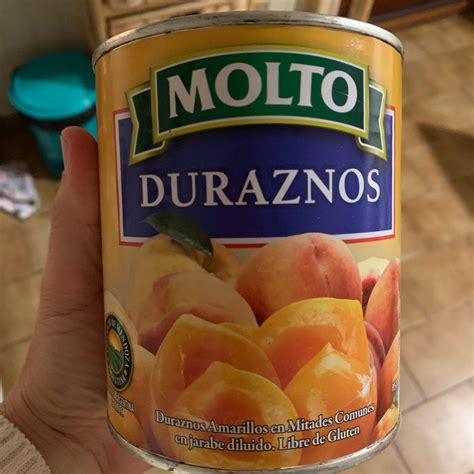 MOLTO
DURAZNOS
Duraznos Amarillos en Mitades Comunes
en jarabe diluido. Libre de Gluten